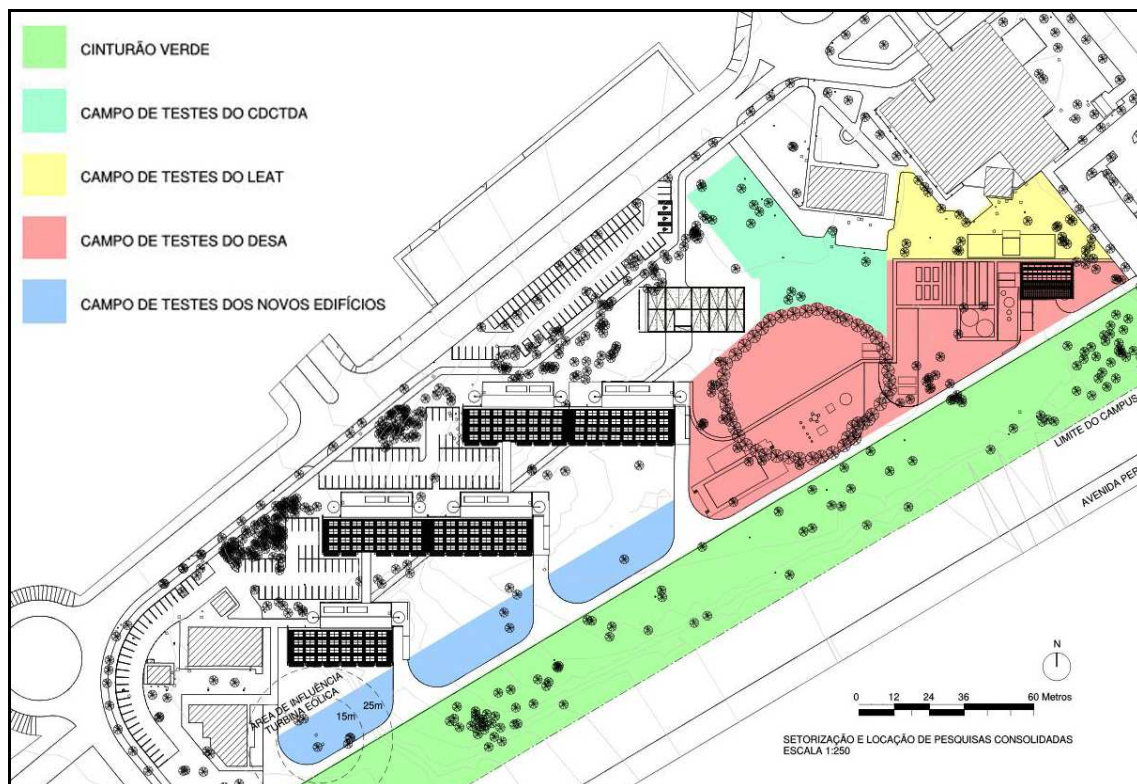 CINTURÃO VERDE
CAMPO DE TESTES DO CDCTDA
CAMPO DE TESTES DO LEAT
CAMPO DE TESTES DO DESA
CAMPO DE TESTES DOS NOVOS EDIFÍCIOS
LIMITE DO CAMPUS
AVENIDA PER
ÁREA DE INFLUÊNCIA
TURBINA EÓLICA
25m
15m
N
0 12 24 36 60 Metros
SETORIZAÇÃO E LOCAÇÃO DE PESQUISAS CONSOLIDADAS
ESCALA 1:250